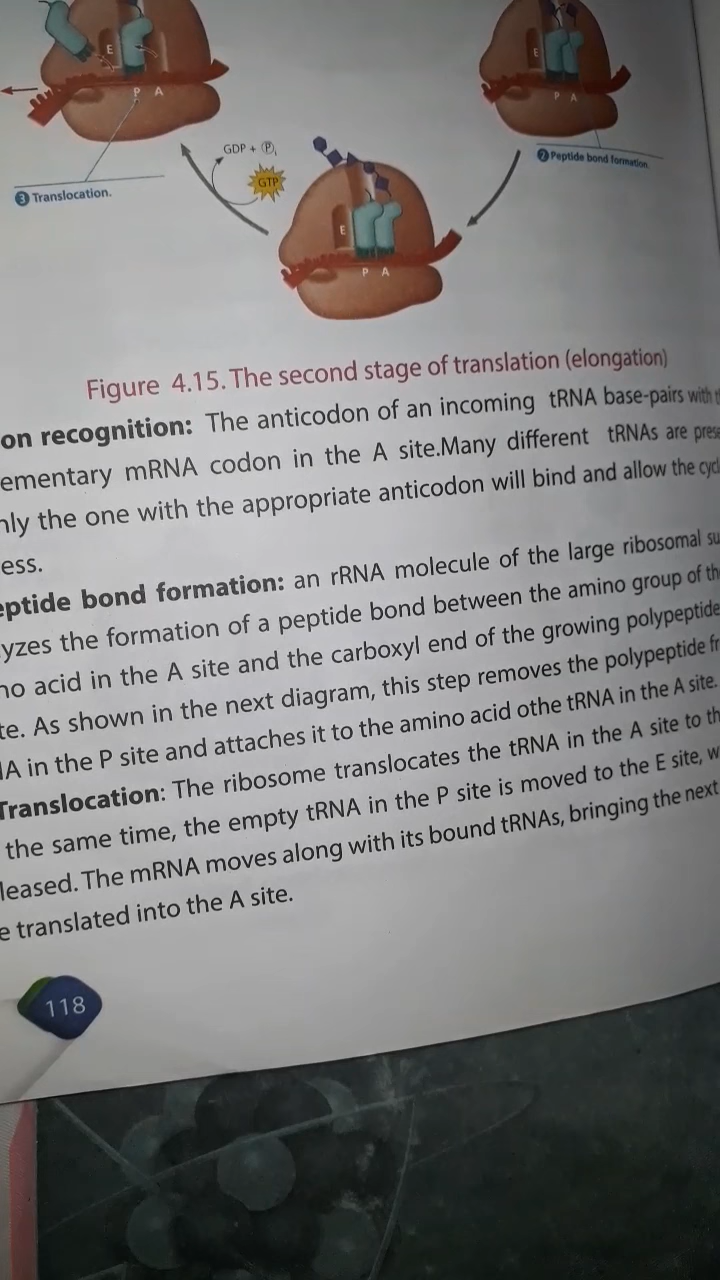 E
P A
E
P A
GDP + Pi
GTP
2 Peptide bond formation.
3 Translocation.
E
P A
Figure 4.15. The second stage of translation (elongation)
on recognition: The anticodon of an incoming tRNA base-pairs with
ementary mRNA codon in the A site.Many different tRNAs are
the one with the appropriate anticodon will bind and allow the
ess.
eptide bond formation: an rRNA molecule of the large ribosomal su
yzes the formation of a peptide bond between the amino group of
no acid in the A site and the carboxyl end of the growing polypeptide
te. As shown in the next diagram, this step removes the polypeptide fr
in the P site and attaches it to the amino acid othe tRNA in the A site.
Translocation: The ribosome translocates the tRNA in the A site to
the same time, the empty tRNA in the P site is moved to the E site, w
leased. The mRNA moves along with its bound tRNAs, bringing the next
e translated into the A site.
118